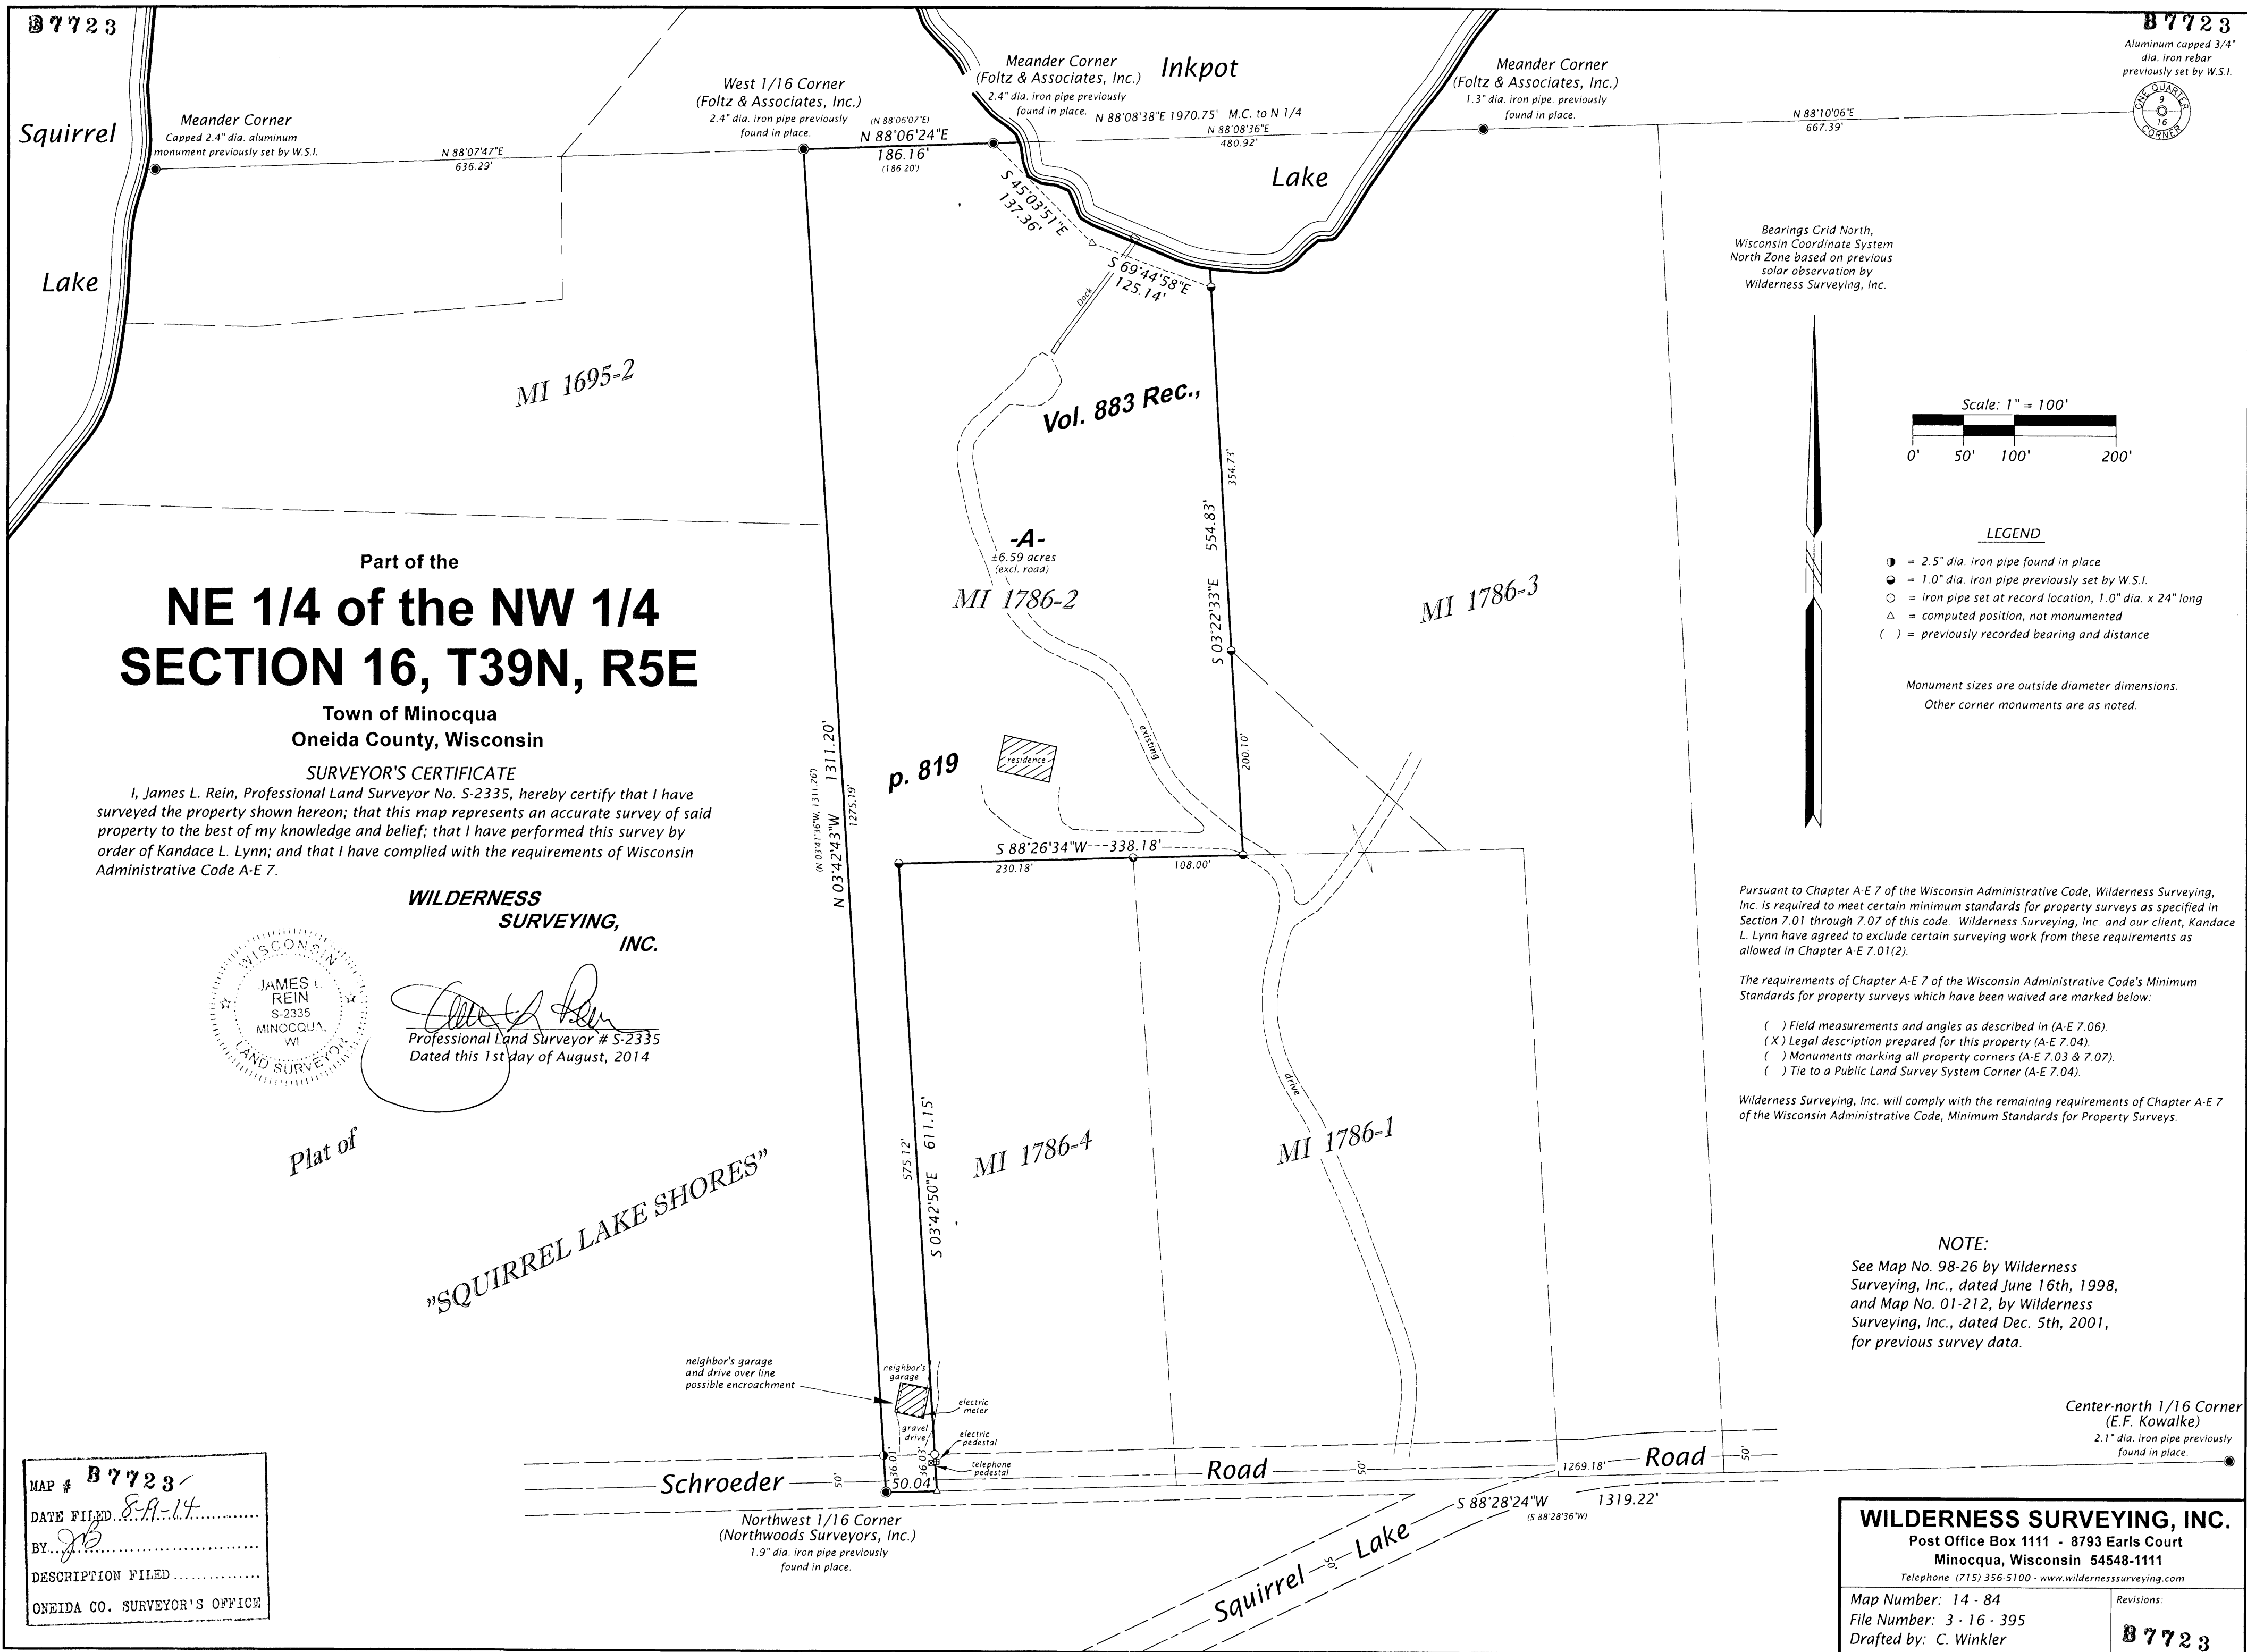 B7723
B7723
Aluminum capped 3/4"
dia. iron rebar
previously set by W.S.I.
ONE QUARTER
9
16
CORNER
Squirrel
Lake
Meander Corner
Capped 2.4" dia. aluminum
monument previously set by W.S.I.
N 88°07'47"E
636.29'
West 1/16 Corner
(Foltz & Associates, Inc.)
2.4" dia. iron pipe previously
found in place.
(N 88°06'07"E)
N 88°06'24"E
186.16'
(186.20')
Meander Corner
(Foltz & Associates, Inc.)
2.4" dia. iron pipe previously
found in place.
Inkpot
Lake
N 88°08'38"E 1970.75' M.C. to N 1/4
N 88°08'36"E
480.92'
Meander Corner
(Foltz & Associates, Inc.)
1.3" dia. iron pipe. previously
found in place.
N 88°10'06"E
667.39'
S 45°03'51"E
137.36'
S 69°44'58"E
125.14'
Dock
Bearings Grid North,
Wisconsin Coordinate System
North Zone based on previous
solar observation by
Wilderness Surveying, Inc.
Scale: 1" = 100'
0' 50' 100' 200'
LEGEND
= 2.5" dia. iron pipe found in place
= 1.0" dia. iron pipe previously set by W.S.I.
= iron pipe set at record location, 1.0" dia. x 24" long
= computed position, not monumented
( ) = previously recorded bearing and distance
Monument sizes are outside diameter dimensions.
Other corner monuments are as noted.
MI 1695-2
Vol. 883 Rec.,
354.73'
S 03°22'33"E 554.83'
-A-
±6.59 acres
(excl. road)
MI 1786-2
MI 1786-3
Part of the
NE 1/4 of the NW 1/4
SECTION 16, T39N, R5E
Town of Minocqua
Oneida County, Wisconsin
SURVEYOR'S CERTIFICATE
I, James L. Rein, Professional Land Surveyor No. S-2335, hereby certify that I have
surveyed the property shown hereon; that this map represents an accurate survey of said
property to the best of my knowledge and belief; that I have performed this survey by
order of Kandace L. Lynn; and that I have complied with the requirements of Wisconsin
Administrative Code A-E 7.
WILDERNESS
SURVEYING,
INC.
WISCONSIN
JAMES L.
REIN
S-2335
MINOCQUA,
WI
LAND SURVEYOR
Professional Land Surveyor # S-2335
Dated this 1st day of August, 2014
(N 03°41'36"W, 1311.26')
N 03°42'43"W 1311.20'
1275.19'
p. 819
residence
existing
200.10'
S 88°26'34"W 338.18'
230.18'
108.00'
Pursuant to Chapter A-E 7 of the Wisconsin Administrative Code, Wilderness Surveying,
Inc. is required to meet certain minimum standards for property surveys as specified in
Section 7.01 through 7.07 of this code. Wilderness Surveying, Inc. and our client, Kandace
L. Lynn have agreed to exclude certain surveying work from these requirements as
allowed in Chapter A-E 7.01(2).
The requirements of Chapter A-E 7 of the Wisconsin Administrative Code's Minimum
Standards for property surveys which have been waived are marked below:
( ) Field measurements and angles as described in (A-E 7.06).
( X ) Legal description prepared for this property (A-E 7.04).
( ) Monuments marking all property corners (A-E 7.03 & 7.07).
( ) Tie to a Public Land Survey System Corner (A-E 7.04).
Wilderness Surveying, Inc. will comply with the remaining requirements of Chapter A-E 7
of the Wisconsin Administrative Code, Minimum Standards for Property Surveys.
Plat of
"SQUIRREL LAKE SHORES"
575.12'
S 03°42'50"E 611.15'
MI 1786-4
MI 1786-1
drive
NOTE:
See Map No. 98-26 by Wilderness
Surveying, Inc., dated June 16th, 1998,
and Map No. 01-212, by Wilderness
Surveying, Inc., dated Dec. 5th, 2001,
for previous survey data.
neighbor's garage
and drive over line
possible encroachment
neighbor's
garage
electric
meter
gravel
drive
electric
pedestal
telephone
pedestal
36.01'
36.03'
50.04'
Schroeder
50'
Road
50'
1269.18'
Road
50'
S 88°28'24"W 1319.22'
(S 88°28'36"W)
Northwest 1/16 Corner
(Northwoods Surveyors, Inc.)
1.9" dia. iron pipe previously
found in place.
Squirrel
50'
Lake
Center-north 1/16 Corner
(E.F. Kowalke)
2.1" dia. iron pipe previously
found in place.
MAP # B7723
DATE FILED 8-19-14
BY JB
DESCRIPTION FILED
ONEIDA CO. SURVEYOR'S OFFICE
WILDERNESS SURVEYING, INC.
Post Office Box 1111 - 8793 Earls Court
Minocqua, Wisconsin 54548-1111
Telephone (715) 356-5100 - www.wildernesssurveying.com
Map Number: 14 - 84
File Number: 3 - 16 - 395
Drafted by: C. Winkler
Revisions:
B7723